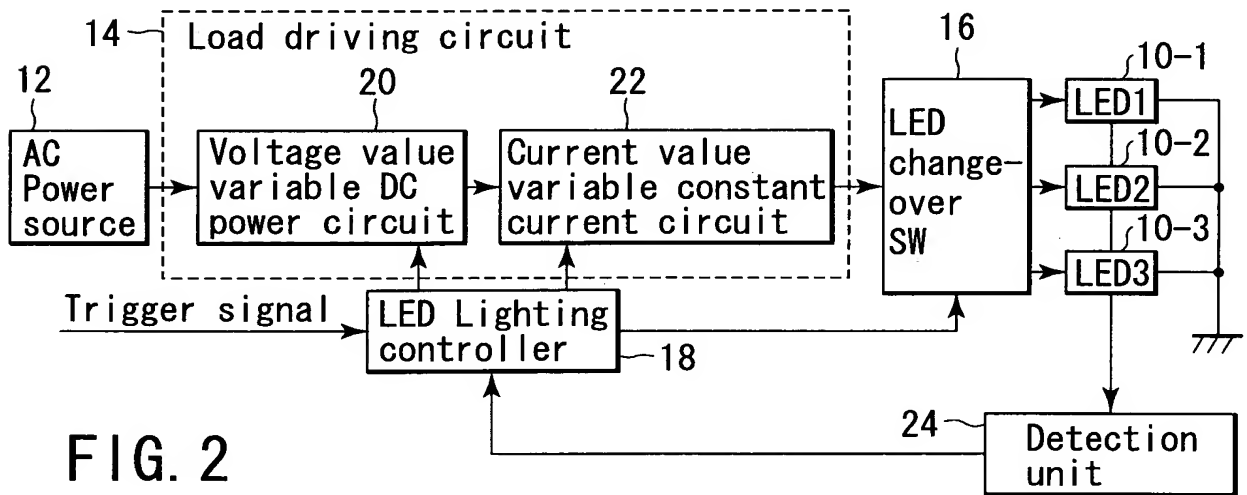 14
Load driving circuit
12
20
22
16
10-1
AC
Power
source
Voltage value
variable DC
power circuit
Current value
variable constant
current circuit
LED
change-
over
SW
LED1
10-2
LED2
10-3
LED3
Trigger signal
LED Lighting
controller
18
24
Detection
unit
FIG. 2